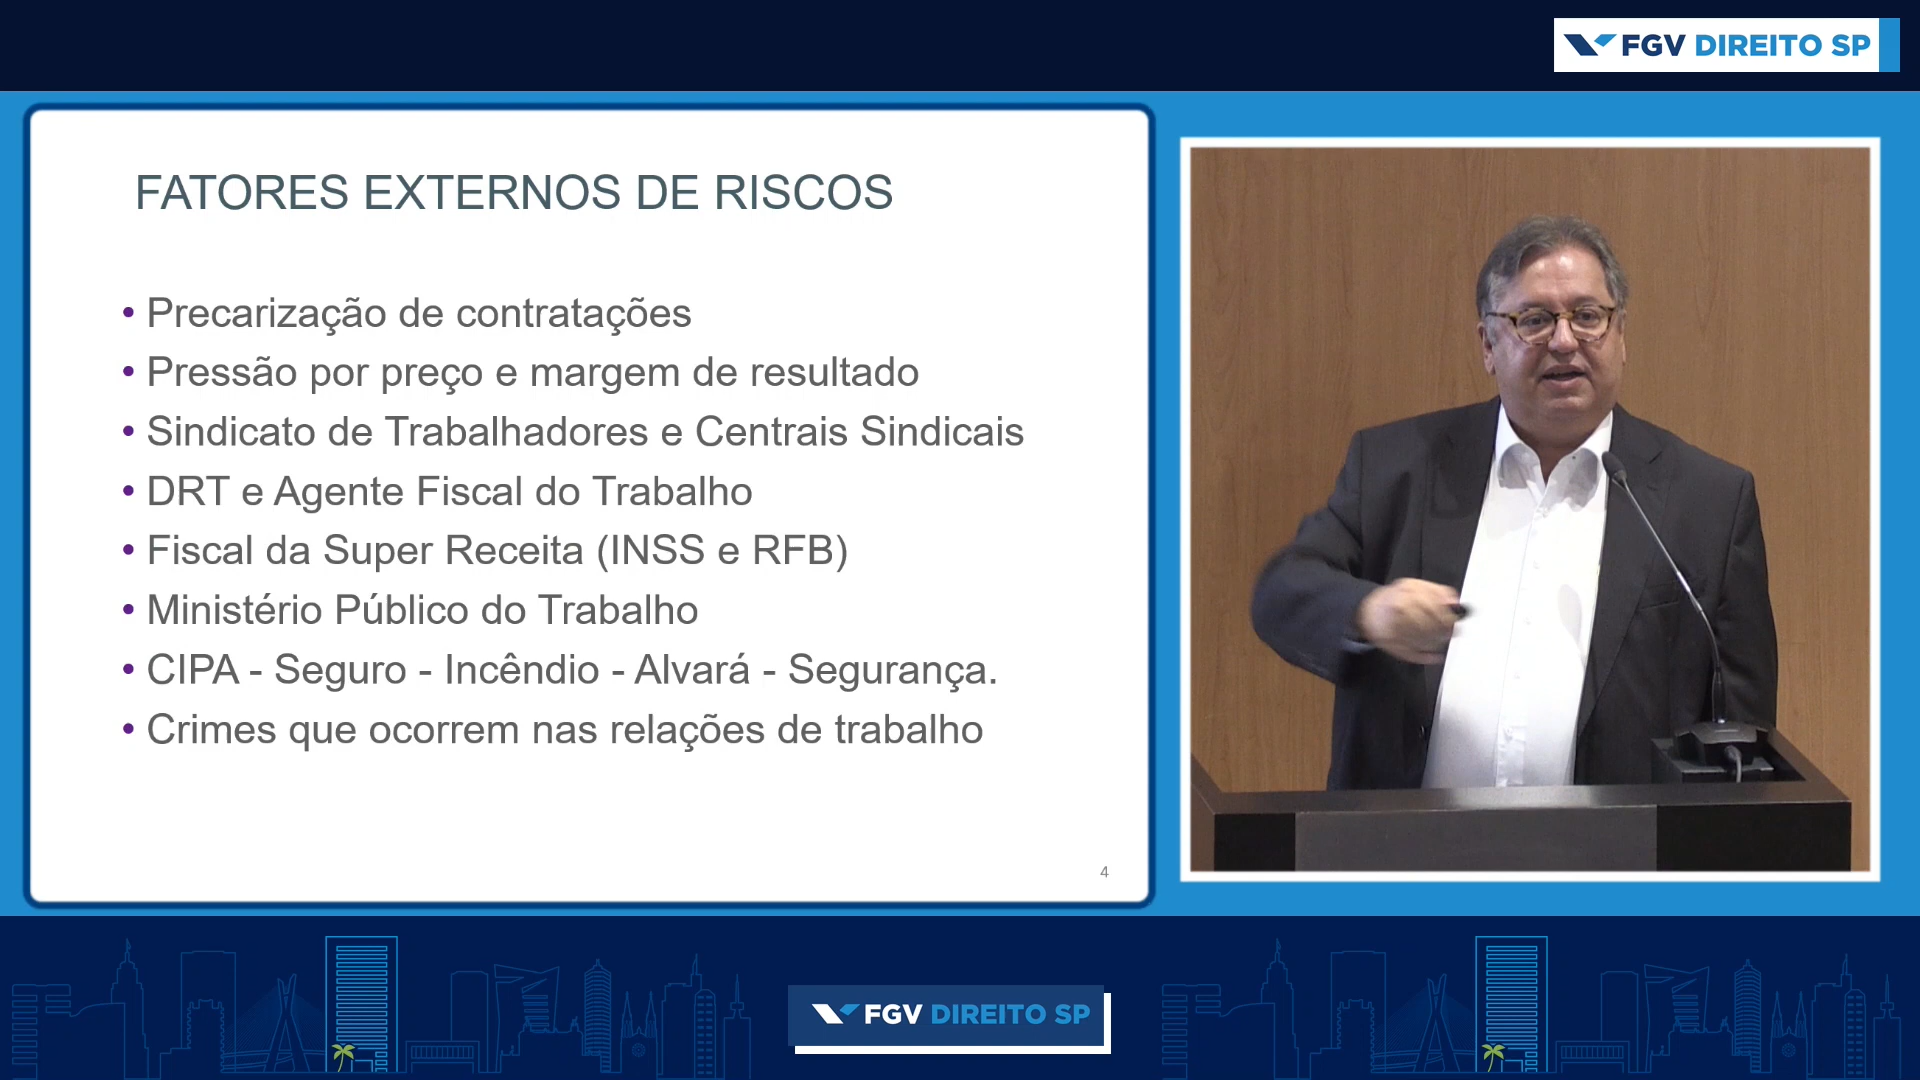 FGV DIREITO SP
FATORES EXTERNOS DE RISCOS
• Precarização de contratações
• Pressão por preço e margem de resultado
• Sindicato de Trabalhadores e Centrais Sindicais
• DRT e Agente Fiscal do Trabalho
• Fiscal da Super Receita (INSS e RFB)
• Ministério Público do Trabalho
• CIPA - Seguro - Incêndio - Alvará - Segurança.
• Crimes que ocorrem nas relações de trabalho
4
FGV DIREITO SP